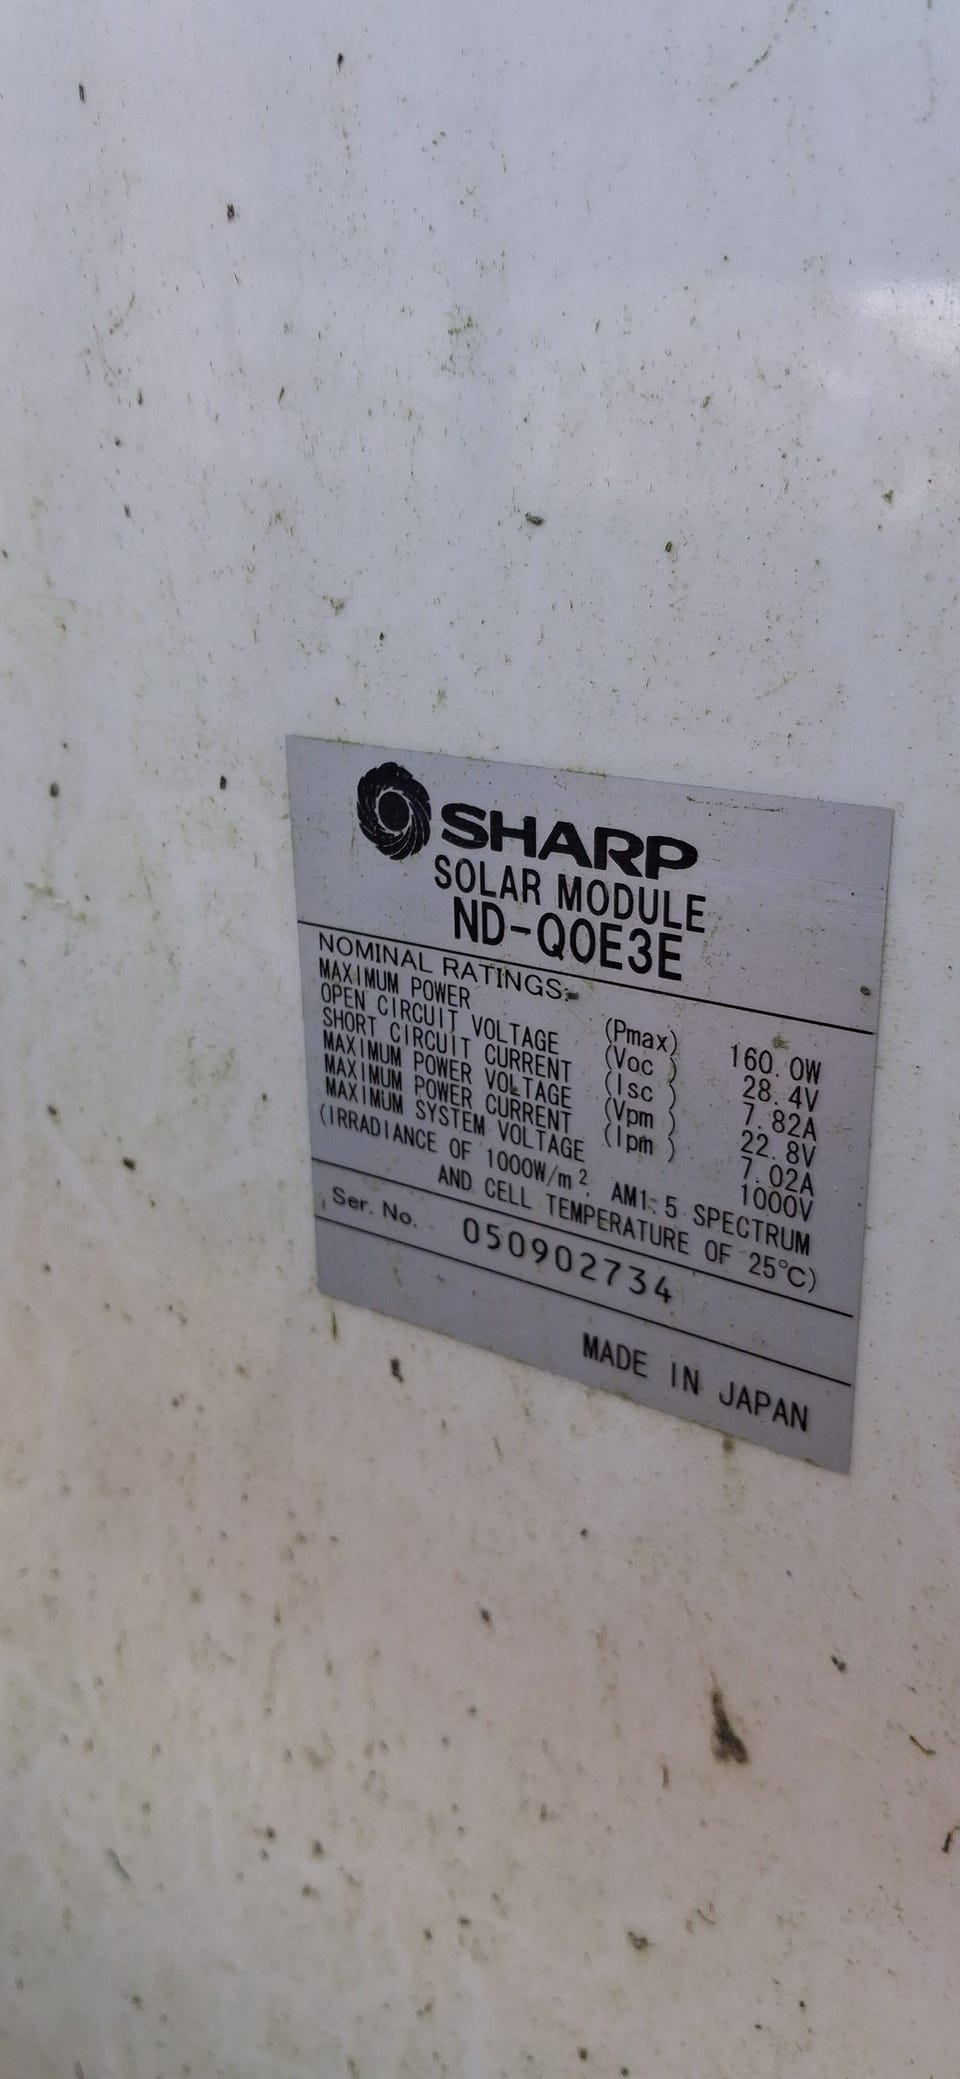 SHARP
SOLAR MODULE
ND-Q0E3E
NOMINAL RATINGS:
MAXIMUM POWER (Pmax) 160.0W
OPEN CIRCUIT VOLTAGE (Voc ) 28.4V
SHORT CIRCUIT CURRENT (Isc ) 7.82A
MAXIMUM POWER VOLTAGE (Vpm ) 22.8V
MAXIMUM POWER CURRENT (Ipm ) 7.02A
MAXIMUM SYSTEM VOLTAGE 1000V
(IRRADIANCE OF 1000W/m², AM1.5 SPECTRUM
AND CELL TEMPERATURE OF 25°C)
Ser. No. 050902734
MADE IN JAPAN